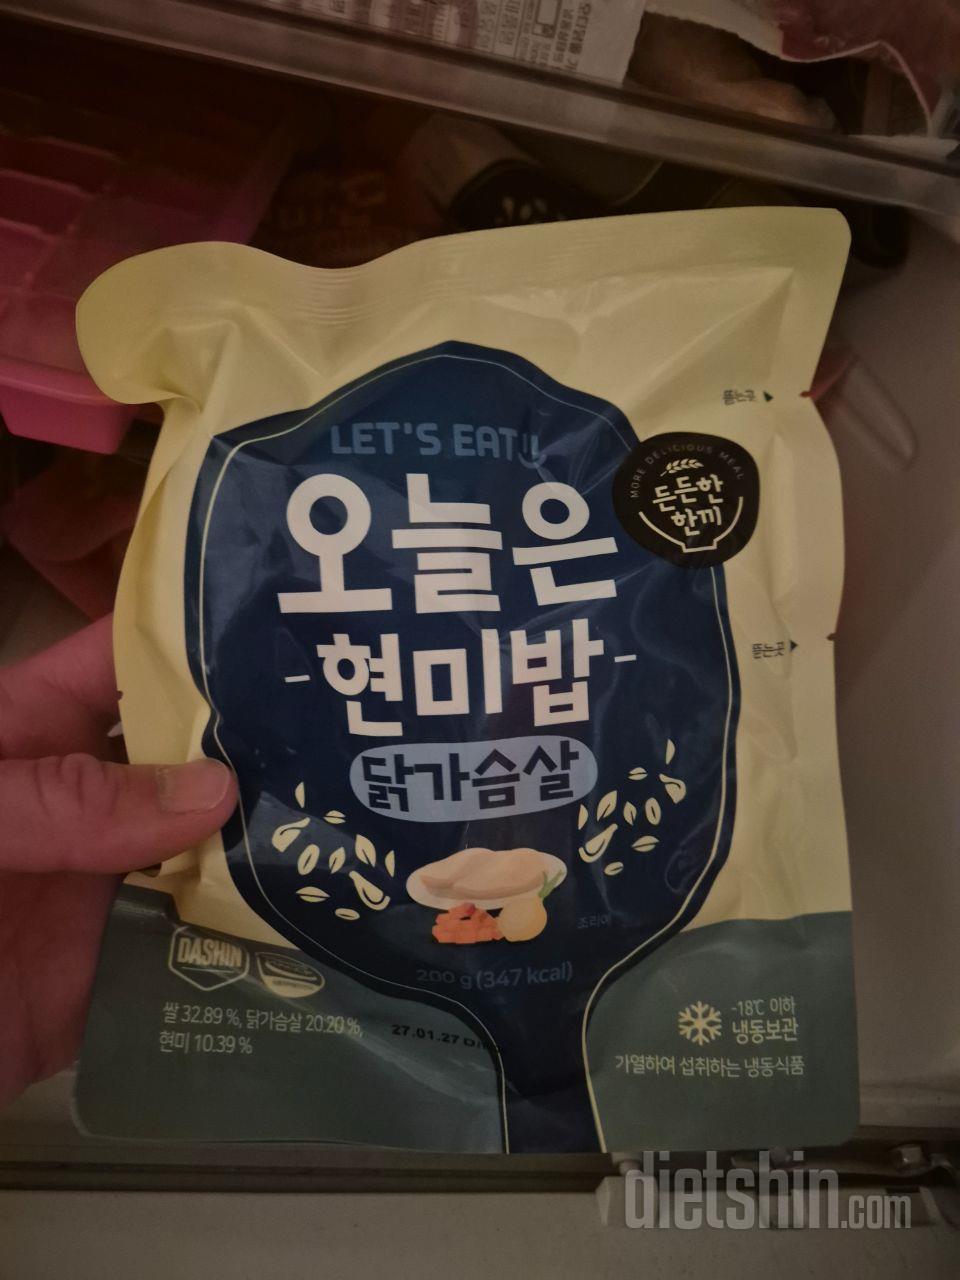 뜯는곳
LET'S EAT
MORE DELICIOUS MEAL
든든한
한끼
오늘은
현미밥
뜯는곳
닭가슴살
조리예
200 g (347 kcal)
DASHIN
쌀 32.89 %, 닭가슴살 20.20 %,
현미 10.39 %
27.01.27
-18℃ 이하
냉동보관
가열하여 섭취하는 냉동식품
dietshin.com